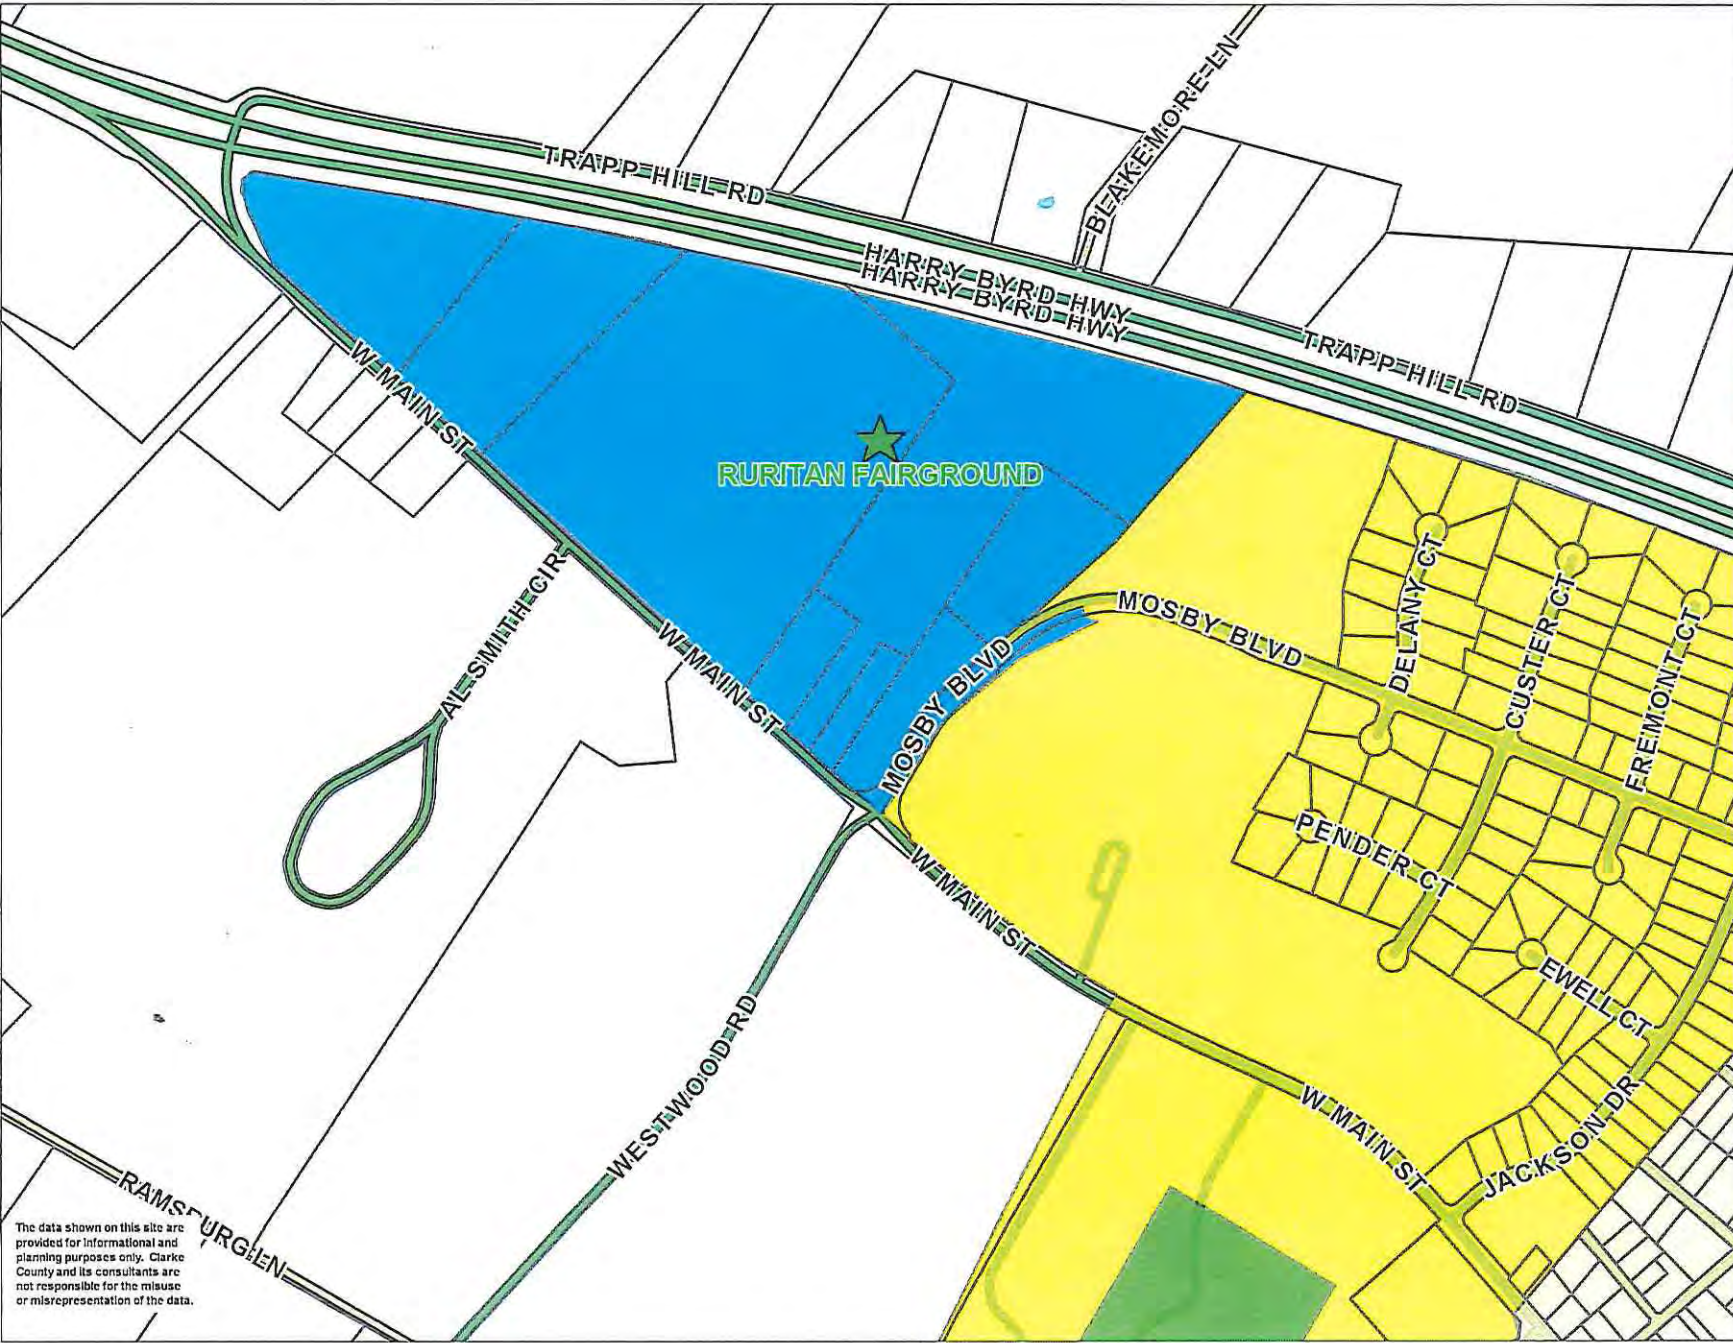 BLAKEMORE LN
TRAPP HILL RD
HARRY BYRD HWY
HARRY BYRD HWY
TRAPP HILL RD
W MAIN ST
RURITAN FAIRGROUND
AL SMITH CIR
W MAIN ST
MOSBY BLVD
MOSBY BLVD
DELANY CT
CUSTER CT
FREMONT CT
PENDER CT
W MAIN ST
EWELL CT
WESTWOOD RD
W MAIN ST
JACKSON DR
RAMSBURG LN
The data shown on this site are
provided for informational and
planning purposes only. Clarke
County and its consultants are
not responsible for the misuse
or misrepresentation of the data.